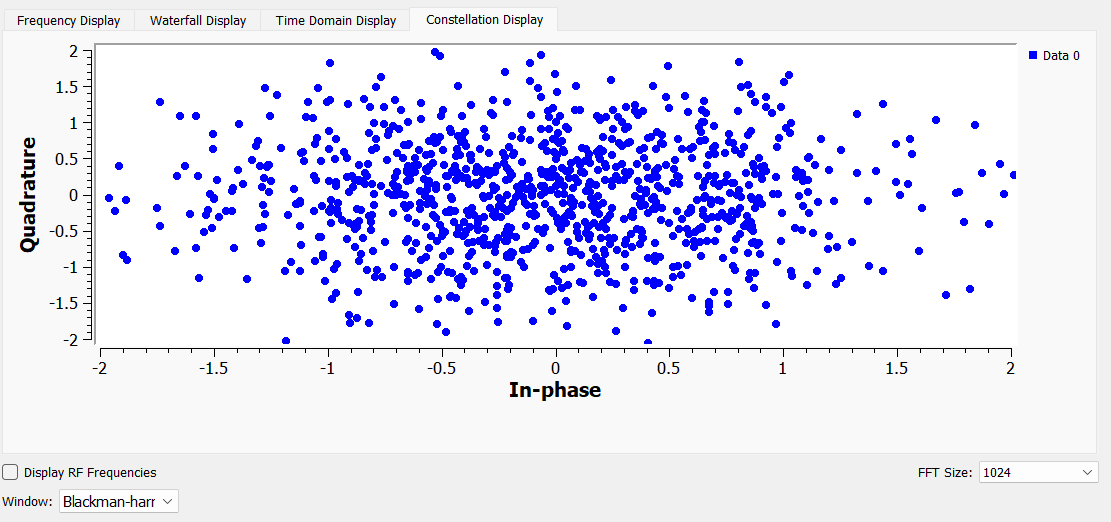 Frequency Display Waterfall Display Time Domain Display Constellation Display
2
1.5
1
0.5
0
-0.5
-1
-1.5
-2
Quadrature
Data 0
-2 -1.5 -1 -0.5 0 0.5 1 1.5 2
In-phase
Display RF Frequencies FFT Size: 1024
Window: Blackman-harr